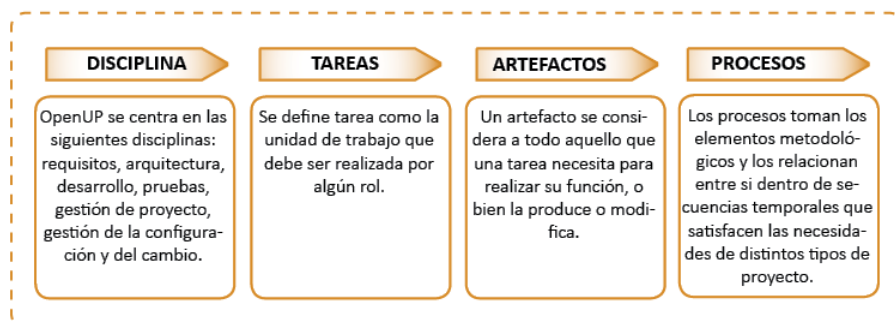 DISCIPLINA
OpenUP se centra en las
siguientes disciplinas:
requisitos, arquitectura,
desarrollo, pruebas,
gestión de proyecto,
gestión de la configura-
ción y del cambio.
TAREAS
Se define tarea como la
unidad de trabajo que
debe ser realizada por
algún rol.
ARTEFACTOS
Un artefacto se consi-
dera a todo aquello que
una tarea necesita para
realizar su función, o
bien la produce o modi-
fica.
PROCESOS
Los procesos toman los
elementos metodoló-
gicos y los relacionan
entre si dentro de se-
cuencias temporales que
satisfacen las necesida-
des de distintos tipos de
proyecto.